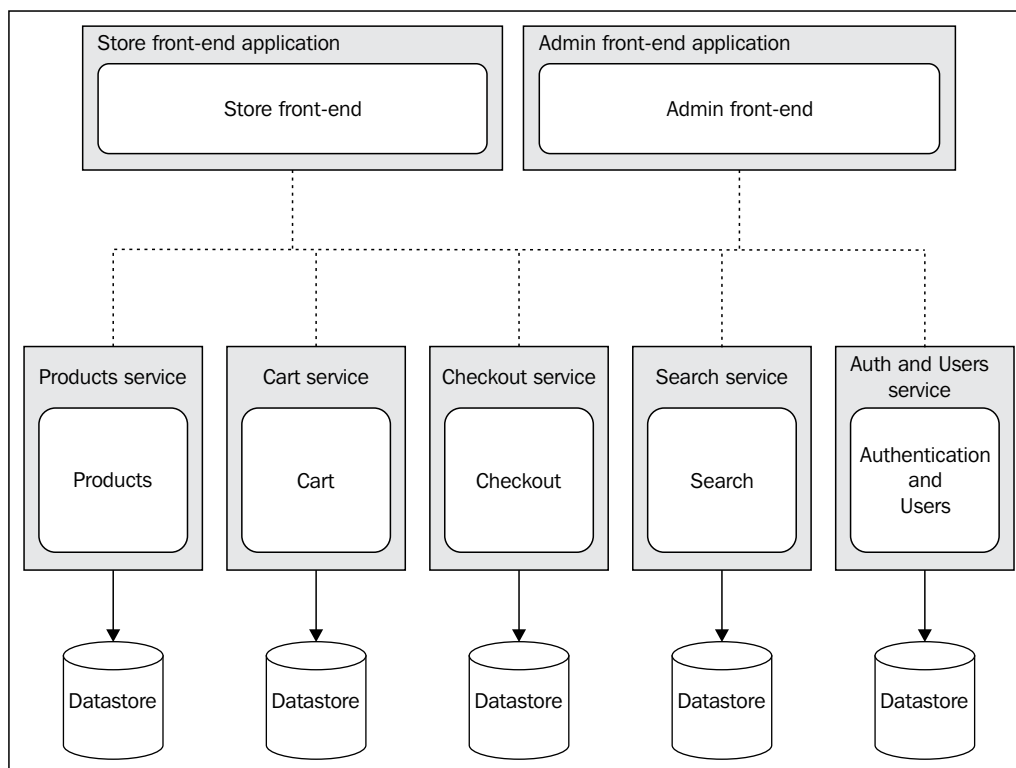 Store front-end application
Store front-end
Admin front-end application
Admin front-end
Products service
Products
Cart service
Cart
Checkout service
Checkout
Search service
Search
Auth and Users
service
Authentication
and
Users
Datastore
Datastore
Datastore
Datastore
Datastore